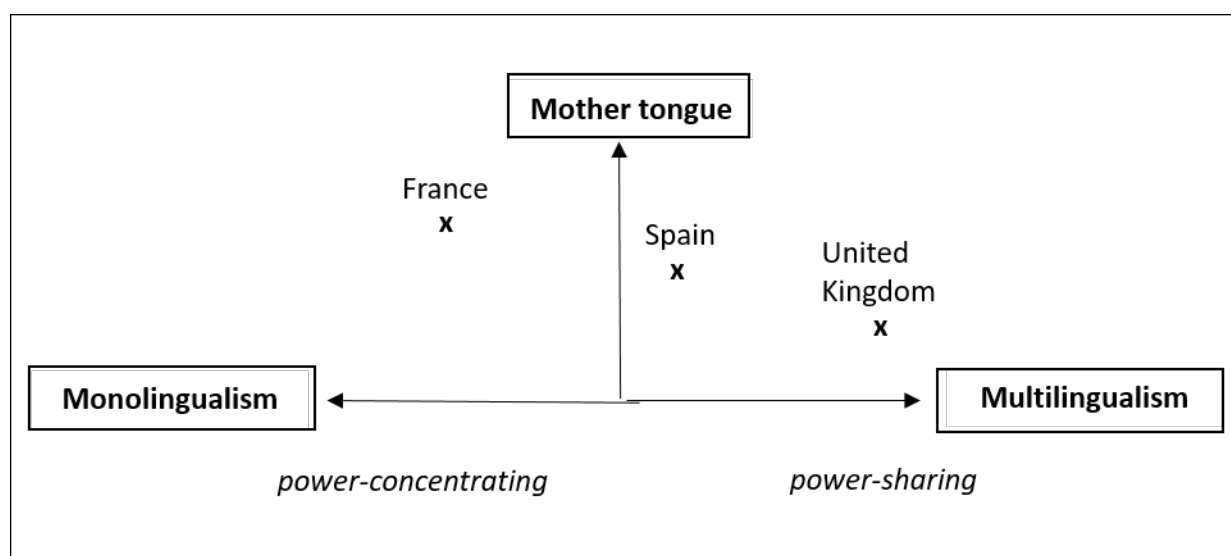 Mother tongue
France
x
Spain
x
United
Kingdom
x
Monolingualism
Multilingualism
power-concentrating
power-sharing